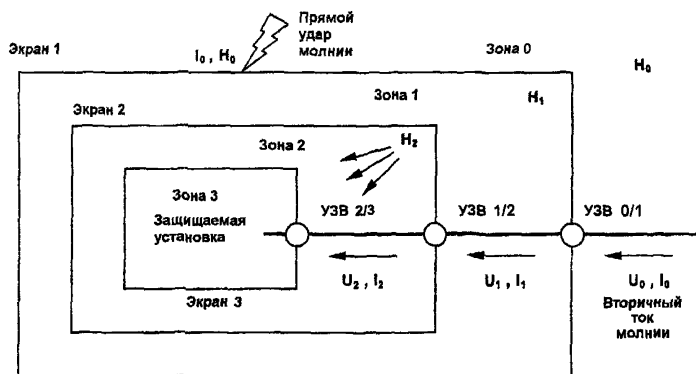 Прямой
удар
молнии
Экран 1
I₀ , H₀
Зона 0
H₀
Зона 1
H₁
Экран 2
Зона 2
H₂
Зона 3
Защищаемая
установка
УЗВ 2/3
УЗВ 1/2
УЗВ 0/1
U₂ , I₂
U₁ , I₁
U₀ , I₀
Экран 3
Вторичный
ток
молнии